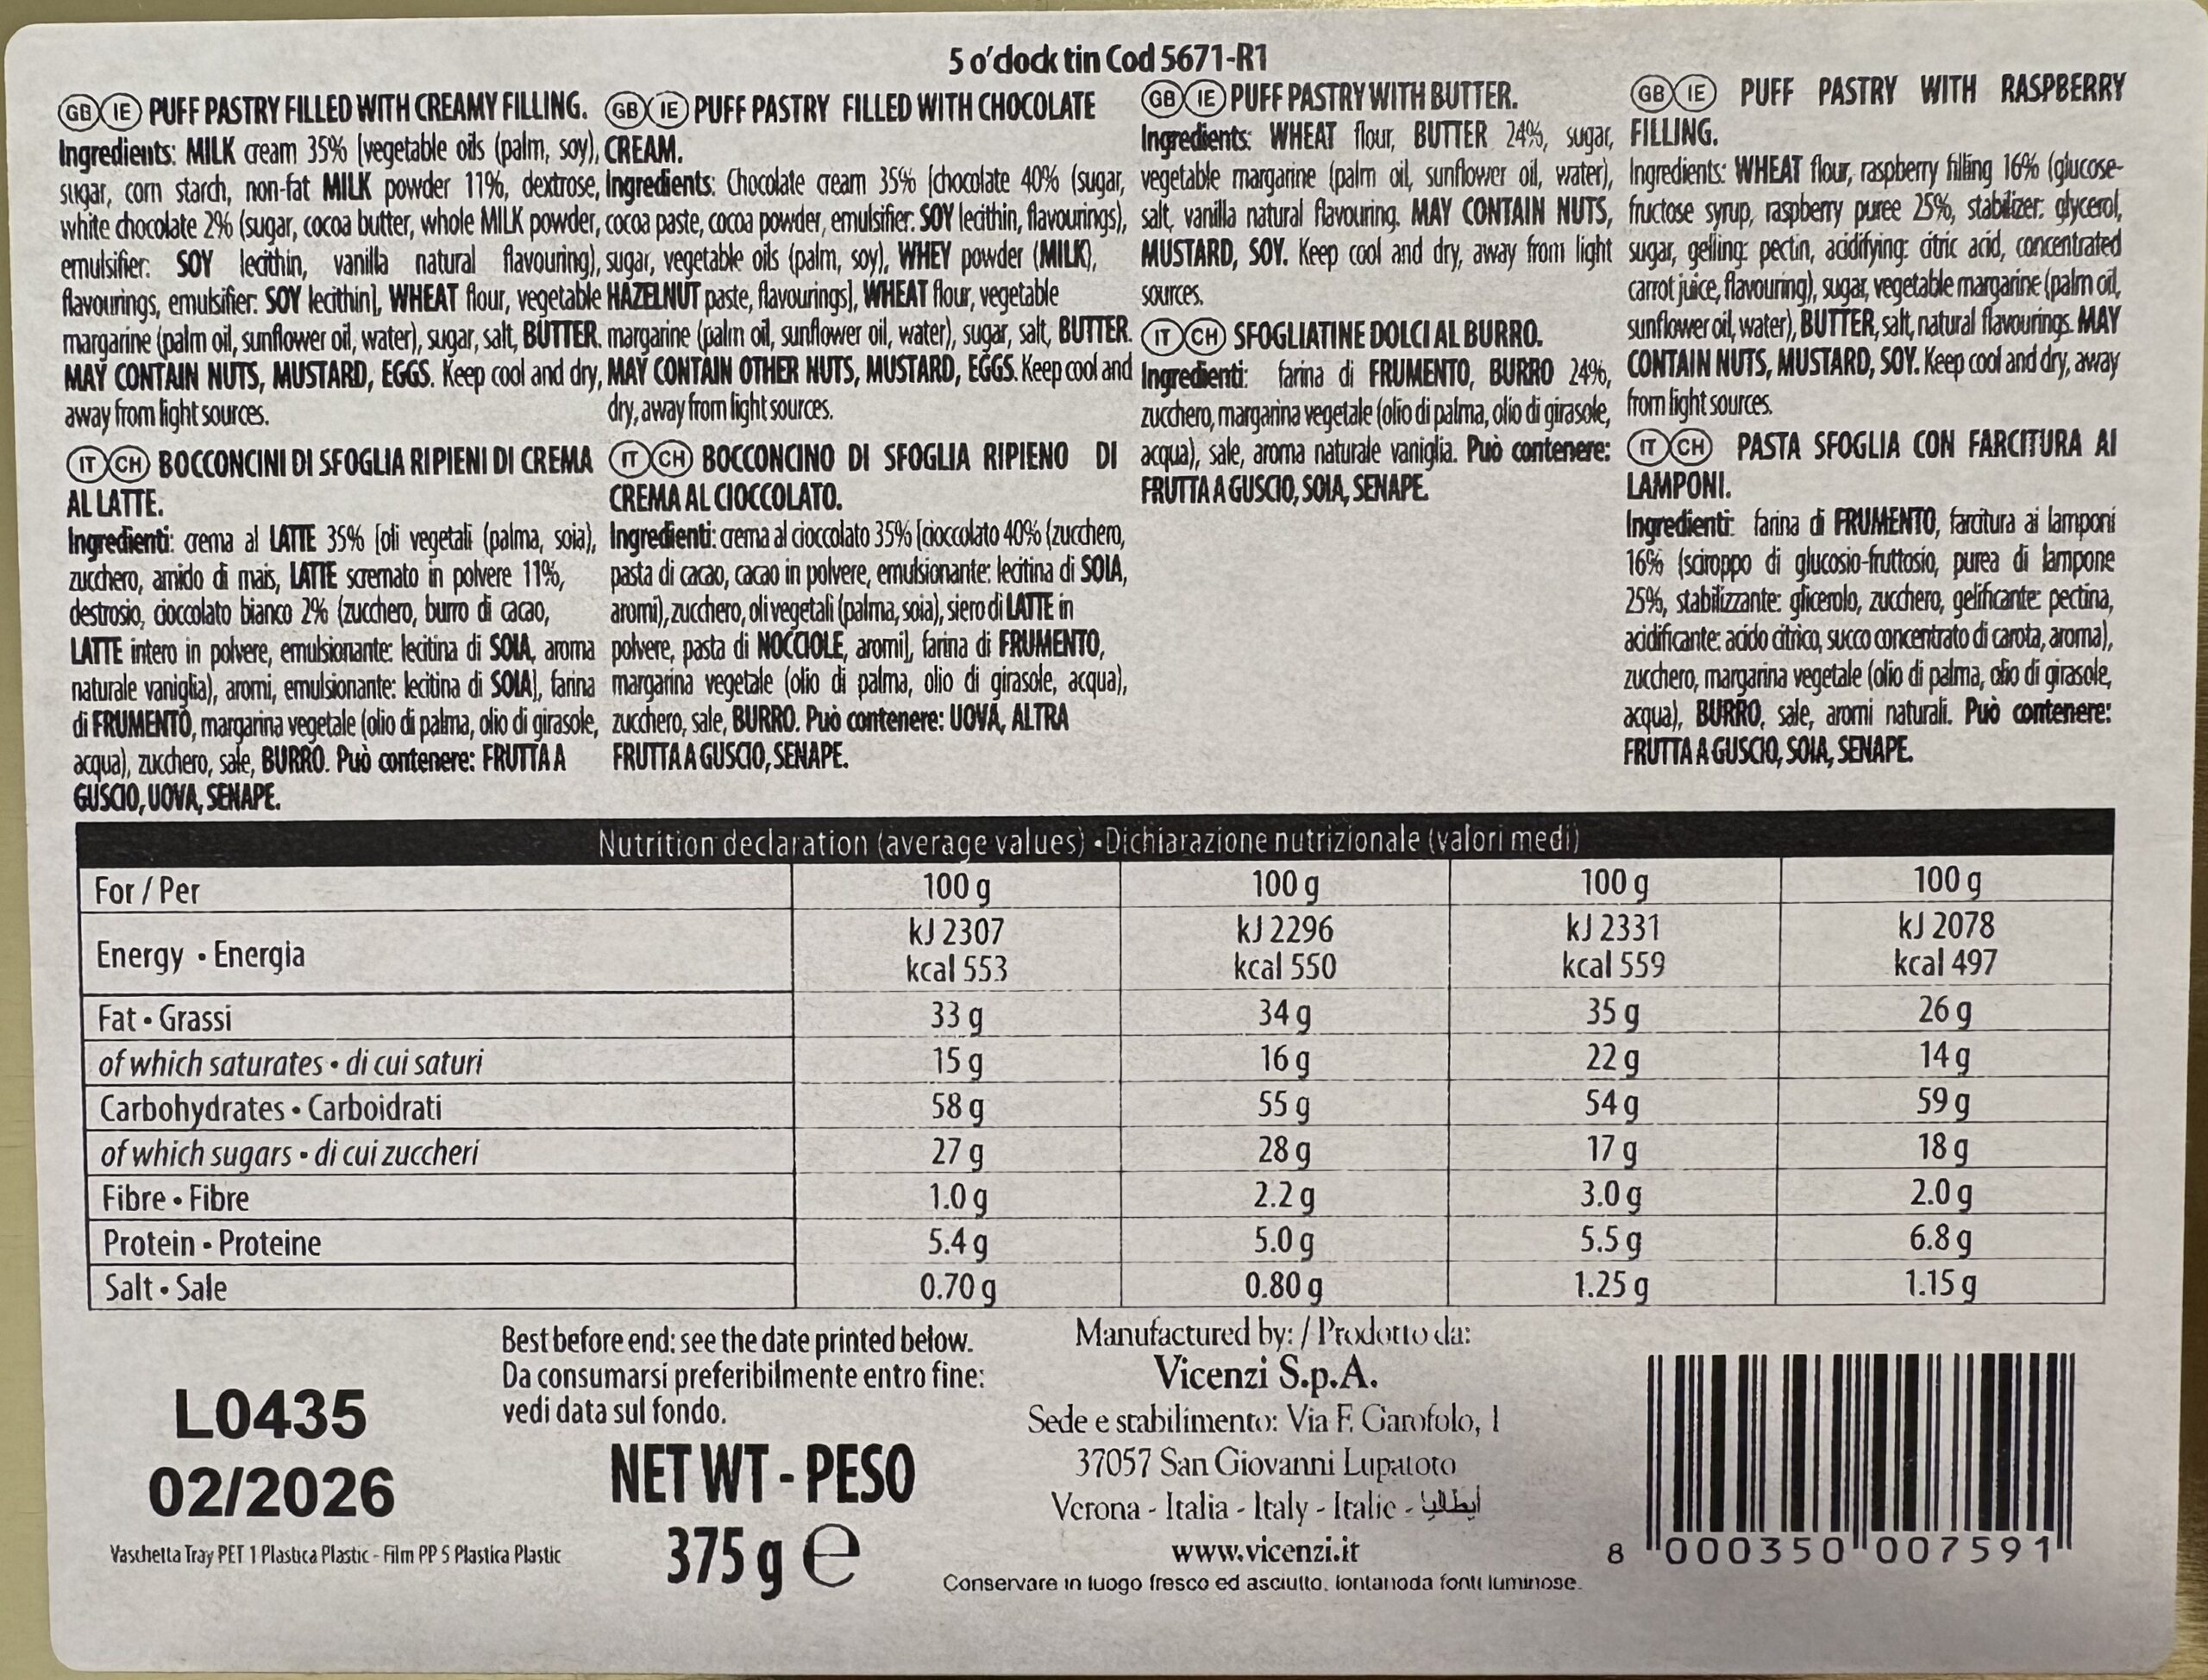 5 o'clock tin Cod 5671-R1
GB IE PUFF PASTRY FILLED WITH CREAMY FILLING.
Ingredients: MILK cream 35% [vegetable oils (palm, soy),
sugar, corn starch, non-fat MILK powder 11%, dextrose,
white chocolate 2% (sugar, cocoa butter, whole MILK powder,
emulsifier: SOY lecithin, vanilla natural flavouring),
flavourings, emulsifier: SOY lecithin], WHEAT flour, vegetable
margarine (palm oil, sunflower oil, water), sugar, salt, BUTTER.
MAY CONTAIN NUTS, MUSTARD, EGGS. Keep cool and dry,
away from light sources.
IT CH BOCCONCINI DI SFOGLIA RIPIENI DI CREMA
AL LATTE.
Ingredienti: crema al LATTE 35% [oli vegetali (palma, soia),
zucchero, amido di mais, LATTE scremato in polvere 11%,
destrosio, cioccolato bianco 2% (zucchero, burro di cacao,
LATTE intero in polvere, emulsionante: lecitina di SOIA, aroma
naturale vaniglia), aromi, emulsionante: lecitina di SOIA], farina
di FRUMENTO, margarina vegetale (olio di palma, olio di girasole,
acqua), zucchero, sale, BURRO. Può contenere: FRUTTA A
GUSCIO, UOVA, SENAPE.
GB IE PUFF PASTRY FILLED WITH CHOCOLATE
CREAM.
Ingredients: Chocolate cream 35% [chocolate 40% (sugar,
cocoa paste, cocoa powder, emulsifier: SOY lecithin, flavourings),
sugar, vegetable oils (palm, soy), WHEY powder (MILK),
HAZELNUT paste, flavourings], WHEAT flour, vegetable
margarine (palm oil, sunflower oil, water), sugar, salt, BUTTER.
MAY CONTAIN OTHER NUTS, MUSTARD, EGGS. Keep cool and
dry, away from light sources.
IT CH BOCCONCINO DI SFOGLIA RIPIENO DI
CREMA AL CIOCCOLATO.
Ingredienti: crema al cioccolato 35% [cioccolato 40% (zucchero,
pasta di cacao, cacao in polvere, emulsionante: lecitina di SOIA,
aromi), zucchero, oli vegetali (palma, soia), siero di LATTE in
polvere, pasta di NOCCIOLE, aromi], farina di FRUMENTO,
margarina vegetale (olio di palma, olio di girasole, acqua),
zucchero, sale, BURRO. Può contenere: UOVA, ALTRA
FRUTTA A GUSCIO, SENAPE.
GB IE PUFF PASTRY WITH BUTTER.
Ingredients: WHEAT flour, BUTTER 24%, sugar,
vegetable margarine (palm oil, sunflower oil, water),
salt, vanilla natural flavouring. MAY CONTAIN NUTS,
MUSTARD, SOY. Keep cool and dry, away from light
sources.
IT CH SFOGLIATINE DOLCI AL BURRO.
Ingredienti: farina di FRUMENTO, BURRO 24%,
zucchero, margarina vegetale (olio di palma, olio di girasole,
acqua), sale, aroma naturale vaniglia. Può contenere:
FRUTTA A GUSCIO, SOIA, SENAPE.
GB IE PUFF PASTRY WITH RASPBERRY
FILLING.
Ingredients: WHEAT flour, raspberry filling 16% (glucose-
fructose syrup, raspberry puree 25%, stabilizer: glycerol,
sugar, gelling: pectin, acidifying: citric acid, concentrated
carrot juice, flavouring), sugar, vegetable margarine (palm oil,
sunflower oil, water), BUTTER, salt, natural flavourings. MAY
CONTAIN NUTS, MUSTARD, SOY. Keep cool and dry, away
from light sources.
IT CH PASTA SFOGLIA CON FARCITURA AI
LAMPONI.
Ingredienti: farina di FRUMENTO, farcitura ai lamponi
16% (sciroppo di glucosio-fruttosio, purea di lampone
25%, stabilizzante: glicerolo, zucchero, gelificante: pectina,
acidificante: acido citrico, succo concentrato di carota, aroma),
zucchero, margarina vegetale (olio di palma, olio di girasole,
acqua), BURRO, sale, aromi naturali. Può contenere:
FRUTTA A GUSCIO, SOIA, SENAPE.
Nutrition declaration (average values) • Dichiarazione nutrizionale (valori medi)
For / Per 100 g 100 g 100 g 100 g
Energy • Energia kJ 2307 kJ 2296 kJ 2331 kJ 2078
kcal 553 kcal 550 kcal 559 kcal 497
Fat • Grassi 33 g 34 g 35 g 26 g
of which saturates • di cui saturi 15 g 16 g 22 g 14 g
Carbohydrates • Carboidrati 58 g 55 g 54 g 59 g
of which sugars • di cui zuccheri 27 g 28 g 17 g 18 g
Fibre • Fibre 1.0 g 2.2 g 3.0 g 2.0 g
Protein • Proteine 5.4 g 5.0 g 5.5 g 6.8 g
Salt • Sale 0.70 g 0.80 g 1.25 g 1.15 g
L0435
02/2026
Vaschetta Tray PET 1 Plastica Plastic - Film PP 5 Plastica Plastic
Best before end: see the date printed below.
Da consumarsi preferibilmente entro fine:
vedi data sul fondo.
NET WT - PESO
375 g e
Manufactured by: / Prodotto da:
Vicenzi S.p.A.
Sede e stabilimento: Via F. Garofolo, 1
37057 San Giovanni Lupatoto
Verona - Italia - Italy - Italie - أيطاليا
www.vicenzi.it
Conservare in luogo fresco ed asciutto, lontanoda fonti luminose.
8 000350 007591